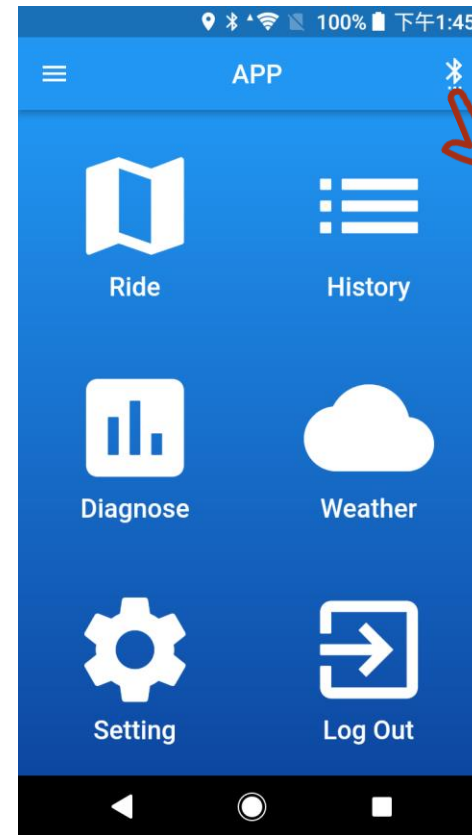 100% 下午1:45
APP
Ride History
Diagnose Weather
Setting Log Out